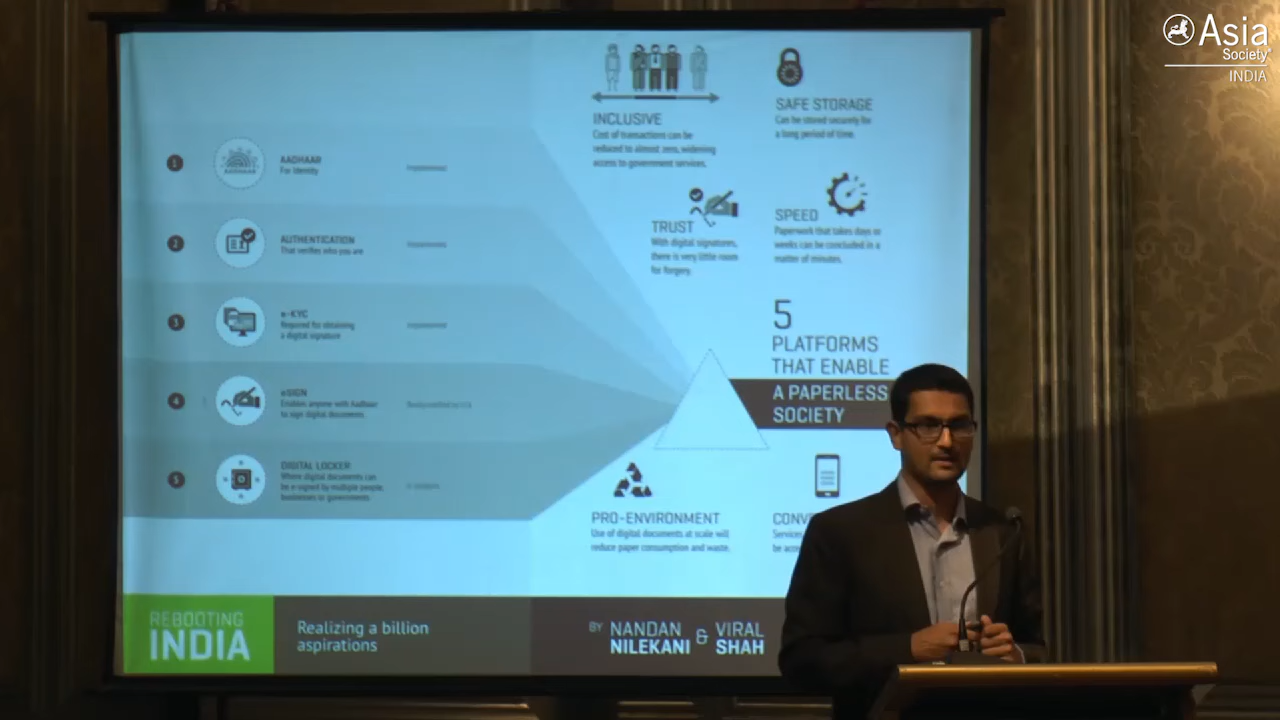 Asia
Society
INDIA
1
AADHAAR
For Identity
Implemented
2
AUTHENTICATION
That verifies who you are
Implemented
3
e-KYC
Required for obtaining
a digital signature
Implemented
4
eSIGN
Enables anyone with Aadhaar
to sign digital documents
5
DIGITAL LOCKER
Where digital documents can
be e-signed by multiple people,
businesses or governments
INCLUSIVE
Cost of transactions can be
reduced to almost zero, widening
access to government services.
SAFE STORAGE
Can be stored securely for
a long period of time.
TRUST
With digital signatures,
there is very little room
for forgery.
SPEED
Paperwork that takes days or
weeks can be concluded in a
matter of minutes.
5
PLATFORMS
THAT ENABLE
A PAPERLESS
SOCIETY
PRO-ENVIRONMENT
Use of digital documents at scale will
reduce paper consumption and waste.
CONV
Services
be acc
REBOOTING
INDIA
Realizing a billion
aspirations
BY NANDAN NILEKANI & VIRAL SHAH